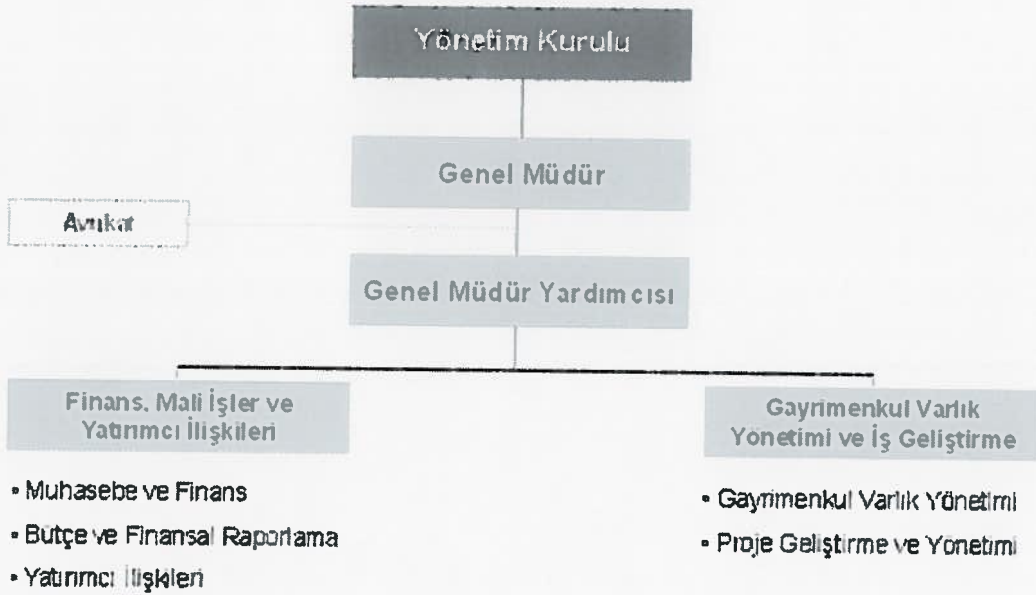 Yönetim Kurulu
Genel Müdür
Avukat
Genel Müdür Yardımcısı
Finans, Mali İşler ve
Yatırımcı İlişkileri
▪ Muhasebe ve Finans
▪ Bütçe ve Finansal Raporlama
▪ Yatırımcı İlişkileri
Gayrimenkul Varlık
Yönetimi ve İş Geliştirme
▪ Gayrimenkul Varlık Yönetimi
▪ Proje Geliştirme ve Yönetimi